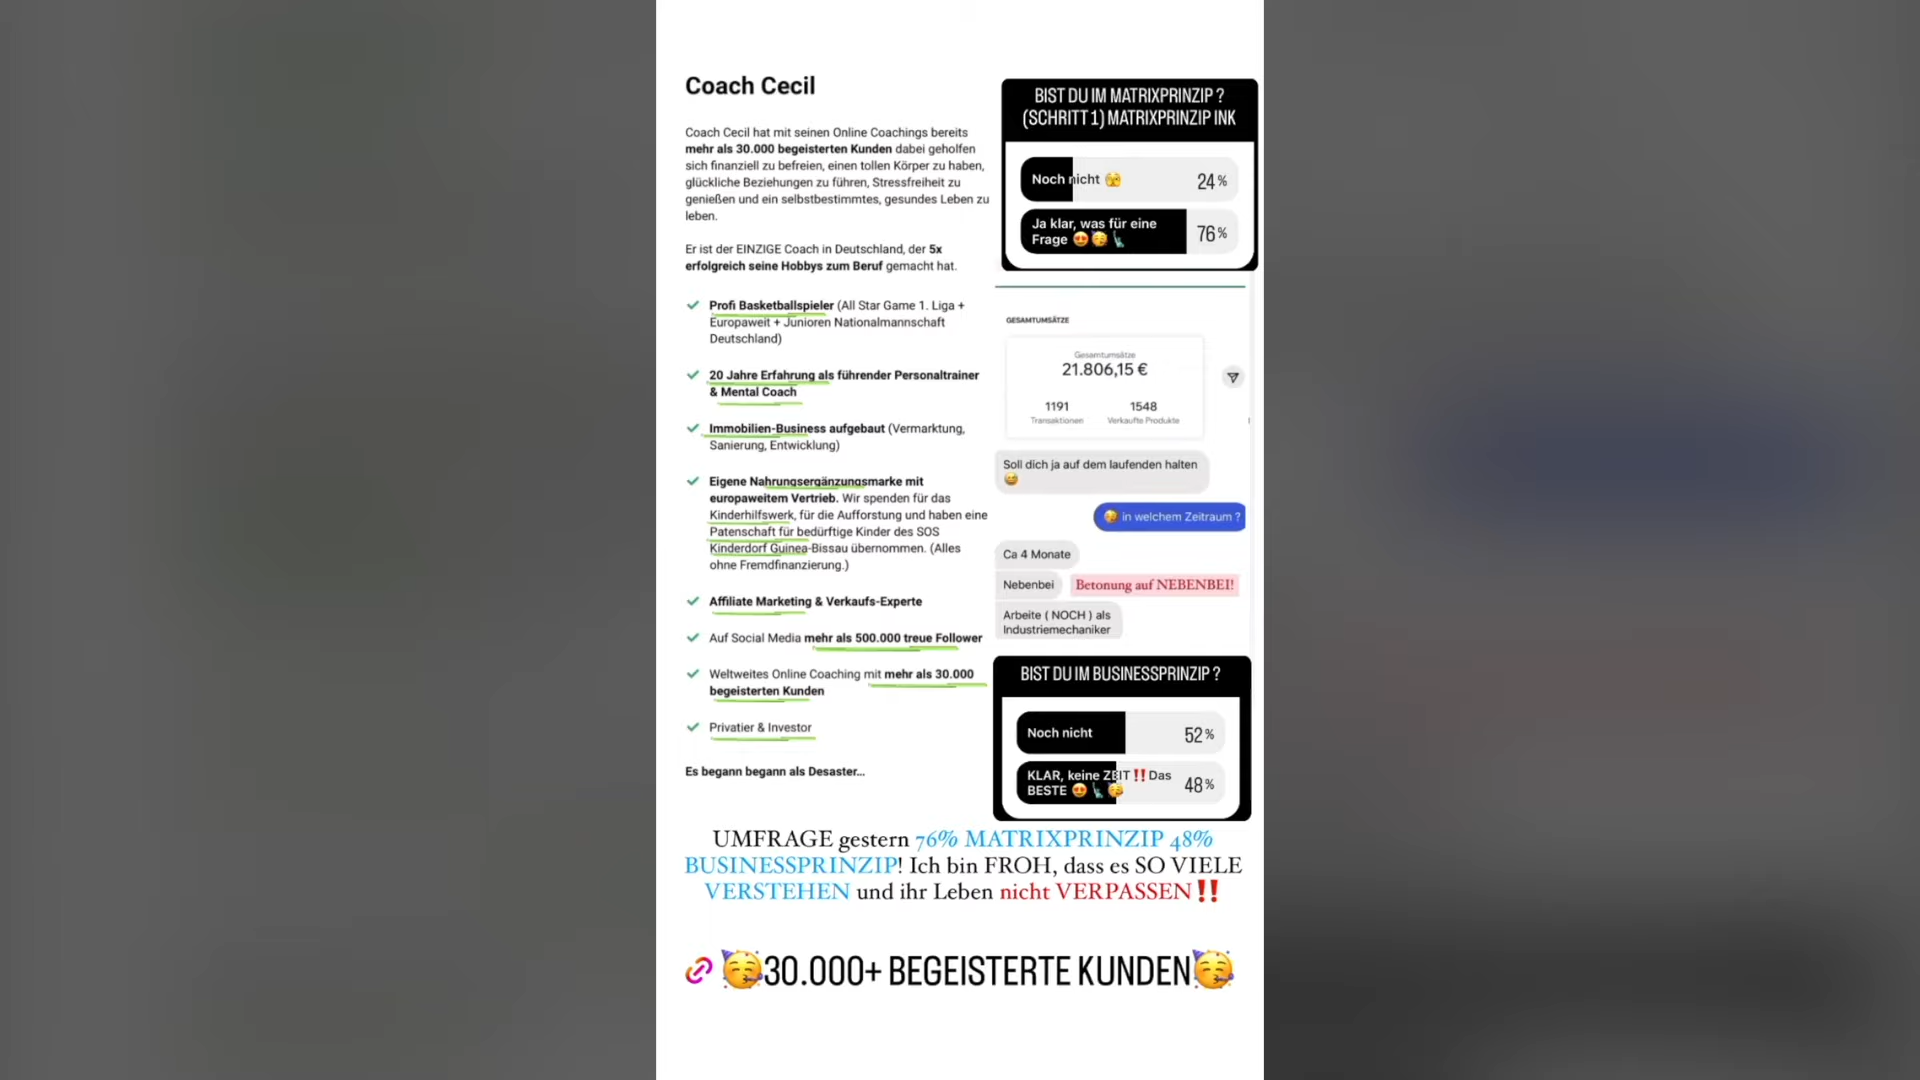 Coach Cecil
Coach Cecil hat mit seinen Online Coachings bereits
mehr als 30.000 begeisterten Kunden dabei geholfen
sich finanziell zu befreien, einen tollen Körper zu haben,
glückliche Beziehungen zu führen, Stressfreiheit zu
genießen und ein selbstbestimmtes, gesundes Leben zu
leben.
Er ist der EINZIGE Coach in Deutschland, der 5x
erfolgreich seine Hobbys zum Beruf gemacht hat.
Profi Basketballspieler (All Star Game 1. Liga +
Europaweit + Junioren Nationalmannschaft
Deutschland)
20 Jahre Erfahrung als führender Personaltrainer
& Mental Coach
Immobilien-Business aufgebaut (Vermarktung,
Sanierung, Entwicklung)
Eigene Nahrungsergänzungsmarke mit
europaweitem Vertrieb. Wir spenden für das
Kinderhilfswerk, für die Aufforstung und haben eine
Patenschaft für bedürftige Kinder des SOS
Kinderdorf Guinea-Bissau übernommen. (Alles
ohne Fremdfinanzierung.)
Affiliate Marketing & Verkaufs-Experte
Auf Social Media mehr als 500.000 treue Follower
Weltweites Online Coaching mit mehr als 30.000
begeisterten Kunden
Privatier & Investor
Es begann begann als Desaster...
BIST DU IM MATRIXPRINZIP ?
(SCHRITT 1) MATRIXPRINZIP INK
Noch nicht 🫣 24%
Ja klar, was für eine
Frage 😍🥳🗽 76%
GESAMTUMSÄTZE
Gesamtumsätze
21.806,15 €
1191 1548
Transaktionen Verkaufte Produkte
Soll dich ja auf dem laufenden halten
😅
🥳 in welchem Zeitraum ?
Ca 4 Monate
Nebenbei Betonung auf NEBENBEI!
Arbeite ( NOCH ) als
Industriemechaniker
BIST DU IM BUSINESSPRINZIP ?
Noch nicht 52%
KLAR, keine ZEIT‼️Das
BESTE 😍🗽🥳 48%
UMFRAGE gestern 76% MATRIXPRINZIP 48%
BUSINESSPRINZIP! Ich bin FROH, dass es SO VIELE
VERSTEHEN und ihr Leben nicht VERPASSEN‼️
🥳30.000+ BEGEISTERTE KUNDEN🥳